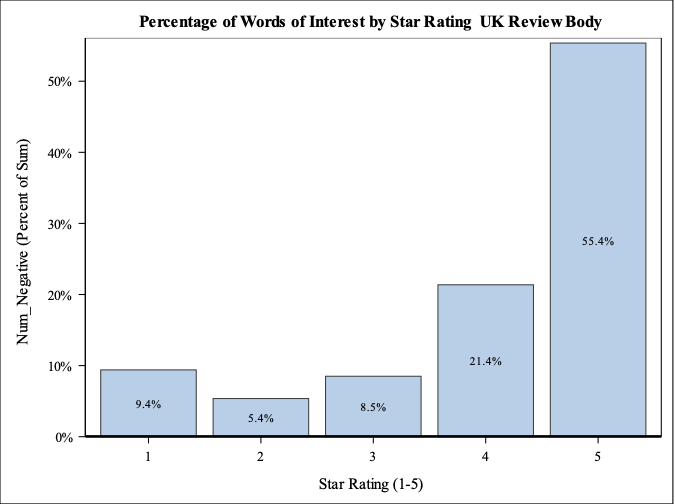 Percentage of Words of Interest by Star Rating UK Review Body
Num_Negative (Percent of Sum)
50%
40%
30%
20%
10%
0%
9.4%
5.4%
8.5%
21.4%
55.4%
1 2 3 4 5
Star Rating (1-5)